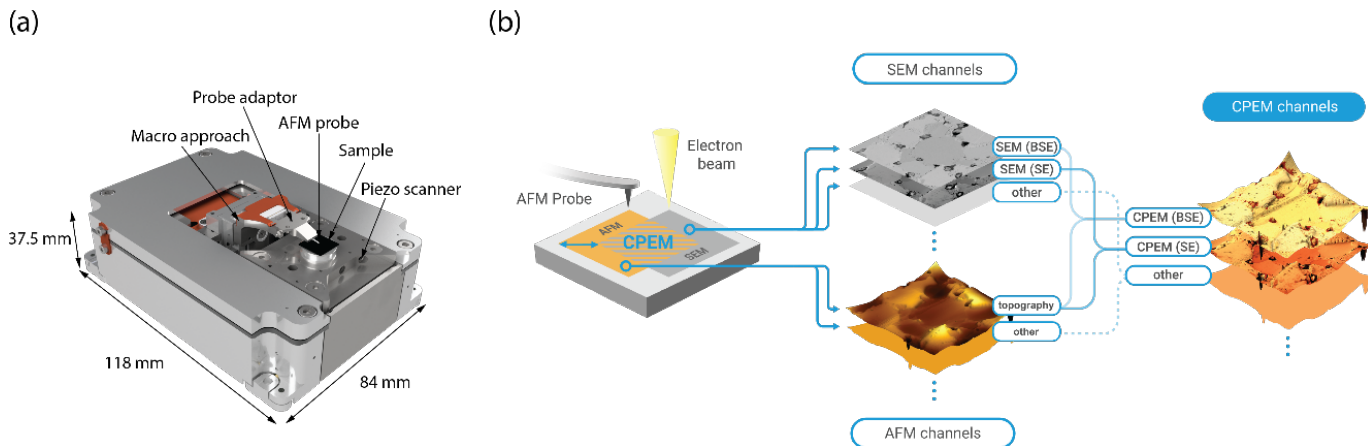 (a)
Probe adaptor
AFM probe
Macro approach
Sample
Piezo scanner
37.5 mm
118 mm
84 mm
(b)
SEM channels
CPEM channels
Electron
beam
AFM Probe
AFM
CPEM
SEM
SEM (BSE)
SEM (SE)
other
topography
other
CPEM (BSE)
CPEM (SE)
other
AFM channels